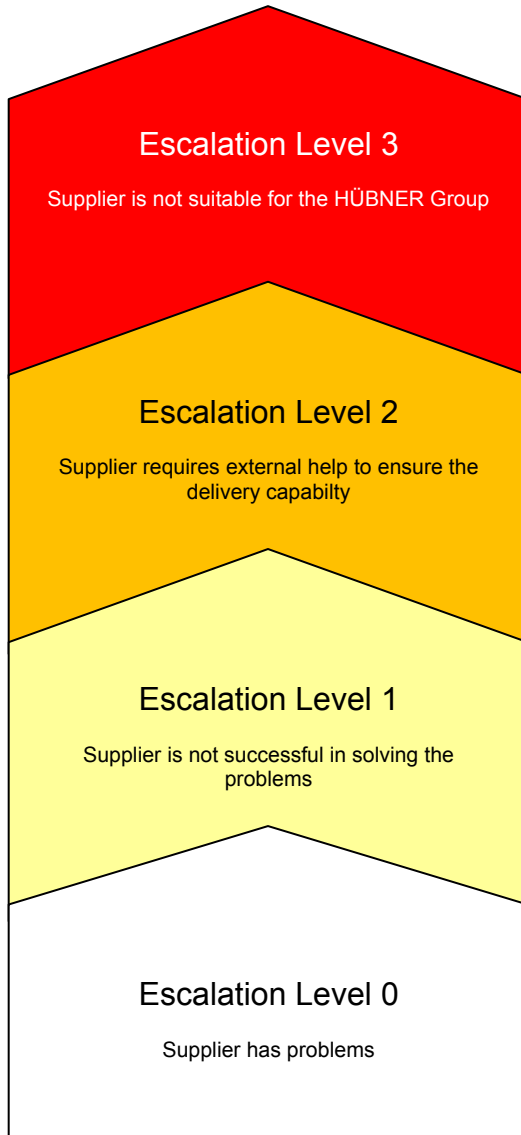 Escalation Level 3
Supplier is not suitable for the HÜBNER Group
Escalation Level 2
Supplier requires external help to ensure the
delivery capabilty
Escalation Level 1
Supplier is not successful in solving the
problems
Escalation Level 0
Supplier has problems